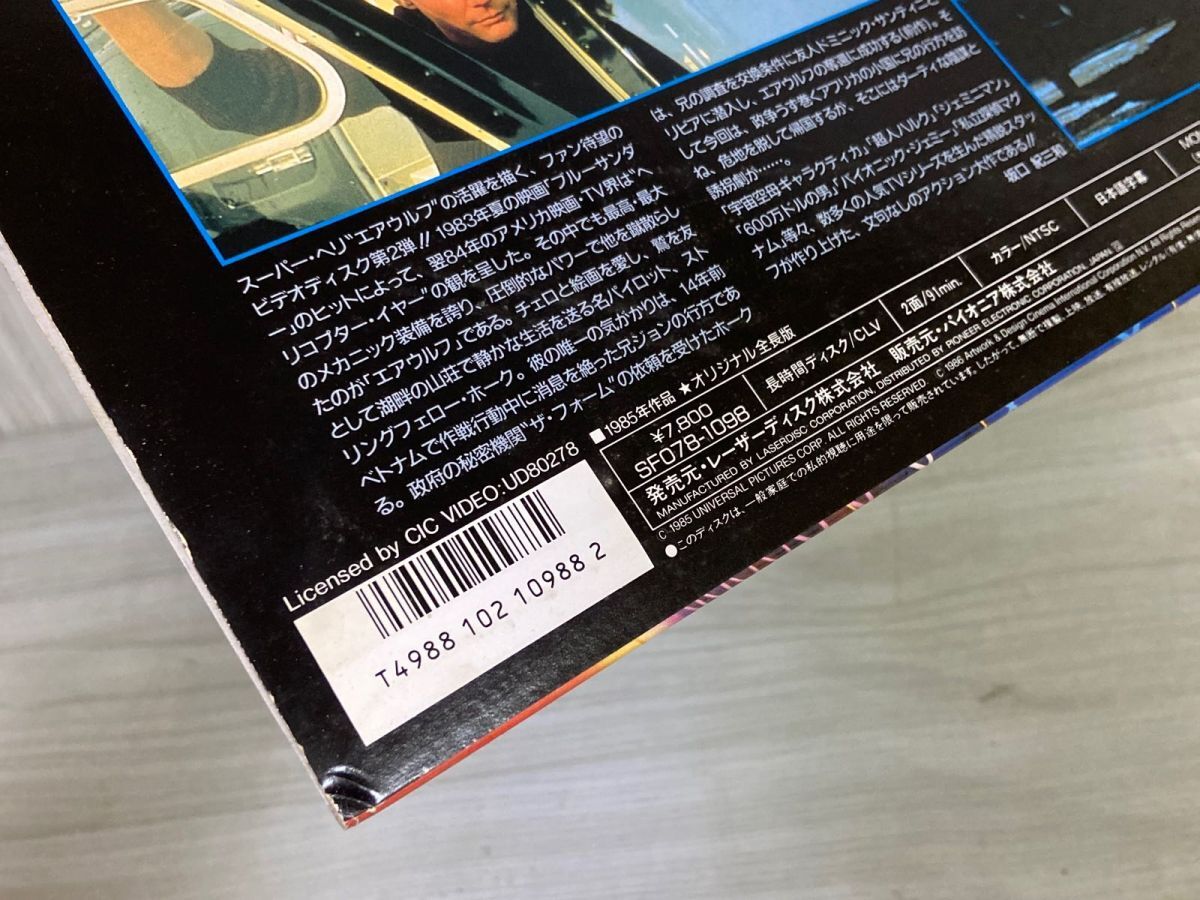 スーパー・ヘリ“エアウルフ”の活躍を描く、ファン待望の
ビデオディスク第2弾!! 1983年夏の映画「ブルーサンダ
ー」のヒットによって、翌84年のアメリカ映画・TV界は“ヘ
リコプター・イヤー”の観を呈した。その中でも最高・最大
のメカニック装備を誇り、圧倒的なパワーで他を蹴散らし
たのが「エアウルフ」である。チェロと絵画を愛し、鷲を友
として湖畔の山荘で静かな生活を送る名パイロット、スト
リングフェロー・ホーク。彼の唯一の気がかりは、14年前
ベトナムで作戦行動中に消息を絶った兄ジョンの行方であ
る。政府の秘密機関“ザ・フォーム”の依頼を受けたホーク
は、兄の調査を交換条件に友人ドミニック・サンティニと
リビアに潜入し、エアウルフの奪還に成功する(前作)。そ
して今回は、政争うず巻くアフリカの小国に兄の行方を訪
ね、危地を脱して帰国するが、そこにはダーティな陰謀と
誘拐劇が……。
「宇宙空母ギャラクティカ」「超人ハルク」「ジェミニマン」
「600万ドルの男」「バイオニック・ジェミー」「私立探偵マグ
ナム」等々、数多くの人気TVシリーズを生んだ精鋭スタッ
フが作り上げた、文句なしのアクション大作である!!
坂口 紀三和
Licensed by CIC VIDEO:UD80278
T4988 102 10988 2
■1985年作品 ★オリジナル全長版
¥7,800
SF078-1098
長時間ディスク/CLV
2面/91min.
カラー/NTSC
日本語字幕
発売元・レーザーディスク株式会社 販売元・パイオニア株式会社
MANUFACTURED BY LASERDISC CORPORATION, DISTRIBUTED BY PIONEER ELECTRONIC CORPORATION, JAPAN
© 1985 UNIVERSAL PICTURES CORP. ALL RIGHTS RESERVED. © 1986 Artwork & Design Cinema International Corporation N.V. All Rights
●このディスクは、一般家庭での私的視聴に用途を限って販売されています。したがって、無断で複製、上映、放送、有線放送、レンタル